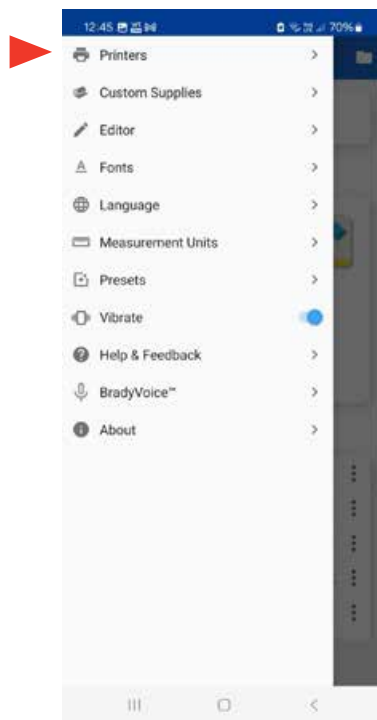 12:45
70%
Printers
Custom Supplies
Editor
Fonts
Language
Measurement Units
Presets
Vibrate
Help & Feedback
BradyVoice™
About